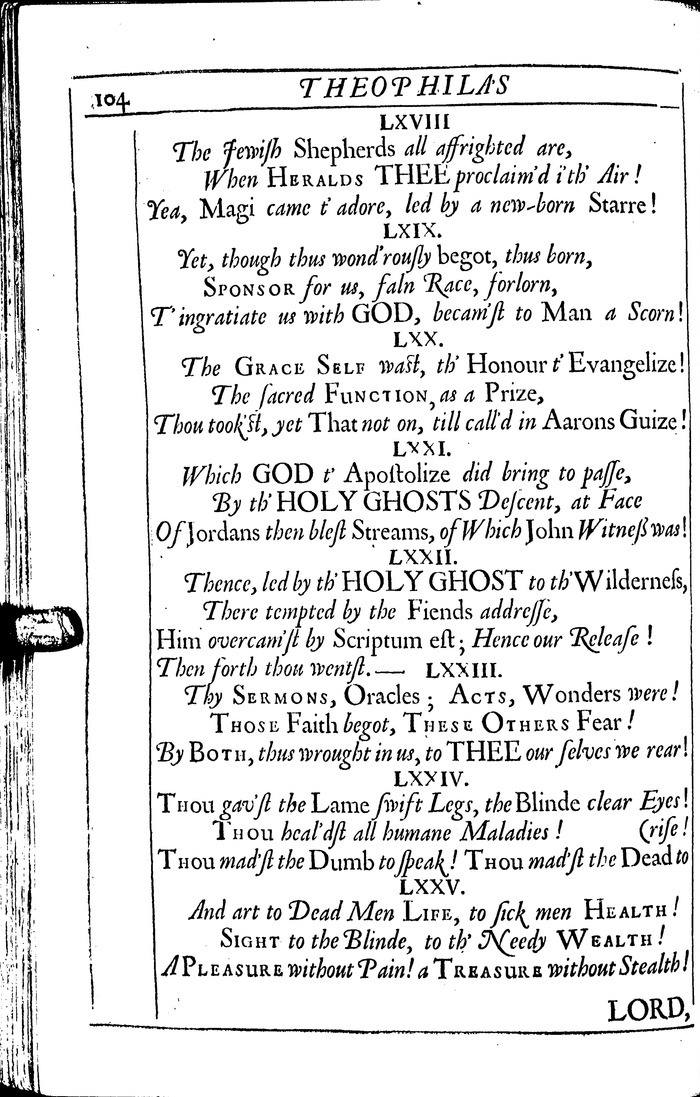 104
THEOPHILA'S
LXVIII
The Jewiſh Shepherds all affrighted are,
When HERALDS THEE proclaim'd i'th' Air!
Yea, Magi came t' adore, led by a new-born Starre!
LXIX.
Yet, though thus wond'rouſly begot, thus born,
SPONSOR for us, faln Race, forlorn,
T' ingratiate us with GOD, becam'ſt to Man a Scorn!
LXX.
The GRACE SELF waſt, th' Honour t' Evangelize!
The ſacred FUNCTION, as a Prize,
Thou took'ſt, yet That not on, till call'd in Aarons Guize!
LXXI.
Which GOD t' Apoſtolize did bring to paſſe,
By th' HOLY GHOSTS Deſcent, at Face
Of Jordans then bleſt Streams, of Which John Witneß was!
LXXII.
Thence, led by th' HOLY GHOST to th' Wilderneſs,
There tempted by the Fiends addreſſe,
Him overcam'ſt by Scriptum eſt; Hence our Releaſe!
Then forth thou wentſt.— LXXIII.
Thy SERMONS, Oracles; ACTS, Wonders were!
THOSE Faith begot, THESE OTHERS Fear!
By BOTH, thus wrought in us, to THEE our ſelves we rear!
LXXIV.
THOU gav'ſt the Lame ſwift Legs, the Blinde clear Eyes!
THOU heal'dſt all humane Maladies! (riſe!
THOU mad'ſt the Dumb to ſpeak! THOU mad'ſt the Dead to
LXXV.
And art to Dead Men LIFE, to ſick men HEALTH!
SIGHT to the Blinde, to th' Needy WEALTH!
A PLEASURE without Pain! a TREASURE without Stealth!
LORD,